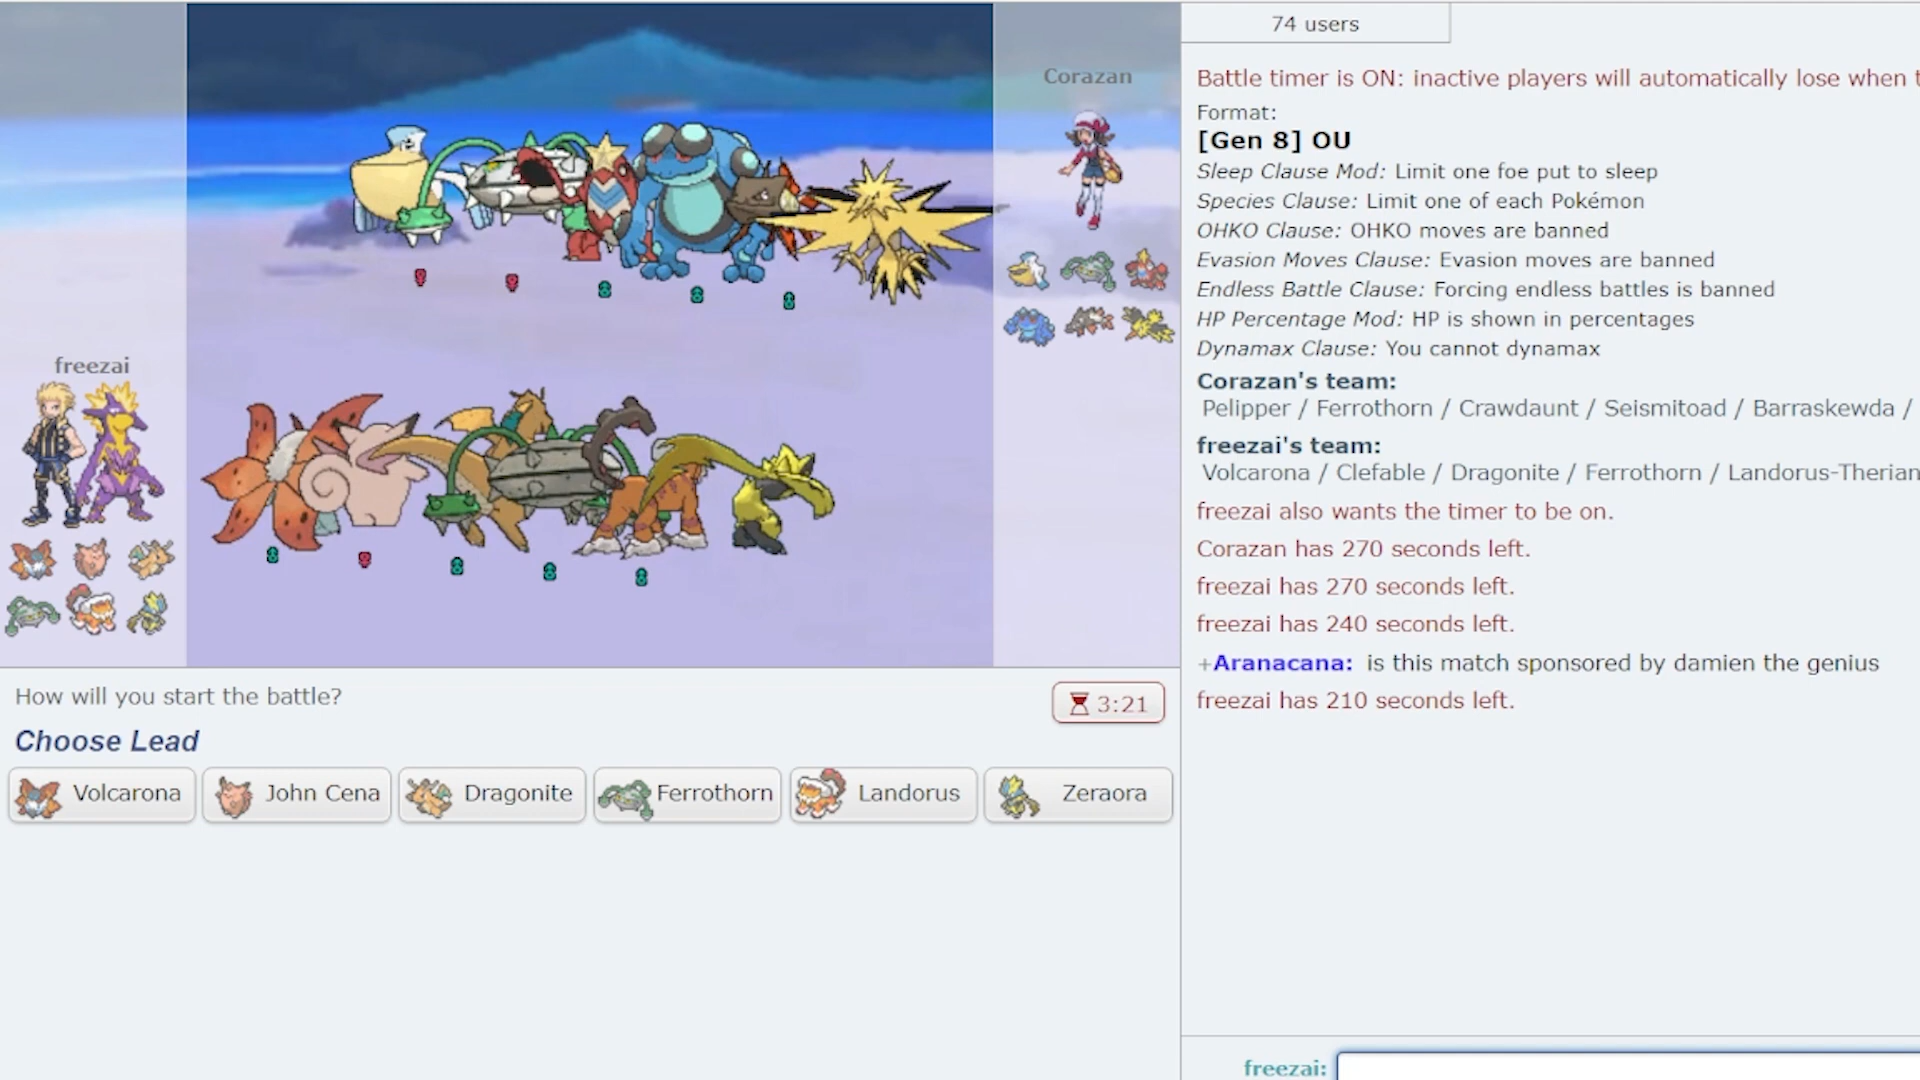 74 users
Corazan
freezai
Battle timer is ON: inactive players will automatically lose when t
Format:
[Gen 8] OU
Sleep Clause Mod: Limit one foe put to sleep
Species Clause: Limit one of each Pokémon
OHKO Clause: OHKO moves are banned
Evasion Moves Clause: Evasion moves are banned
Endless Battle Clause: Forcing endless battles is banned
HP Percentage Mod: HP is shown in percentages
Dynamax Clause: You cannot dynamax
Corazan's team:
Pelipper / Ferrothorn / Crawdaunt / Seismitoad / Barraskewda /
freezai's team:
Volcarona / Clefable / Dragonite / Ferrothorn / Landorus-Therian
freezai also wants the timer to be on.
Corazan has 270 seconds left.
freezai has 270 seconds left.
freezai has 240 seconds left.
+Aranacana: is this match sponsored by damien the genius
freezai has 210 seconds left.
How will you start the battle?
3:21
Choose Lead
Volcarona
John Cena
Dragonite
Ferrothorn
Landorus
Zeraora
freezai: